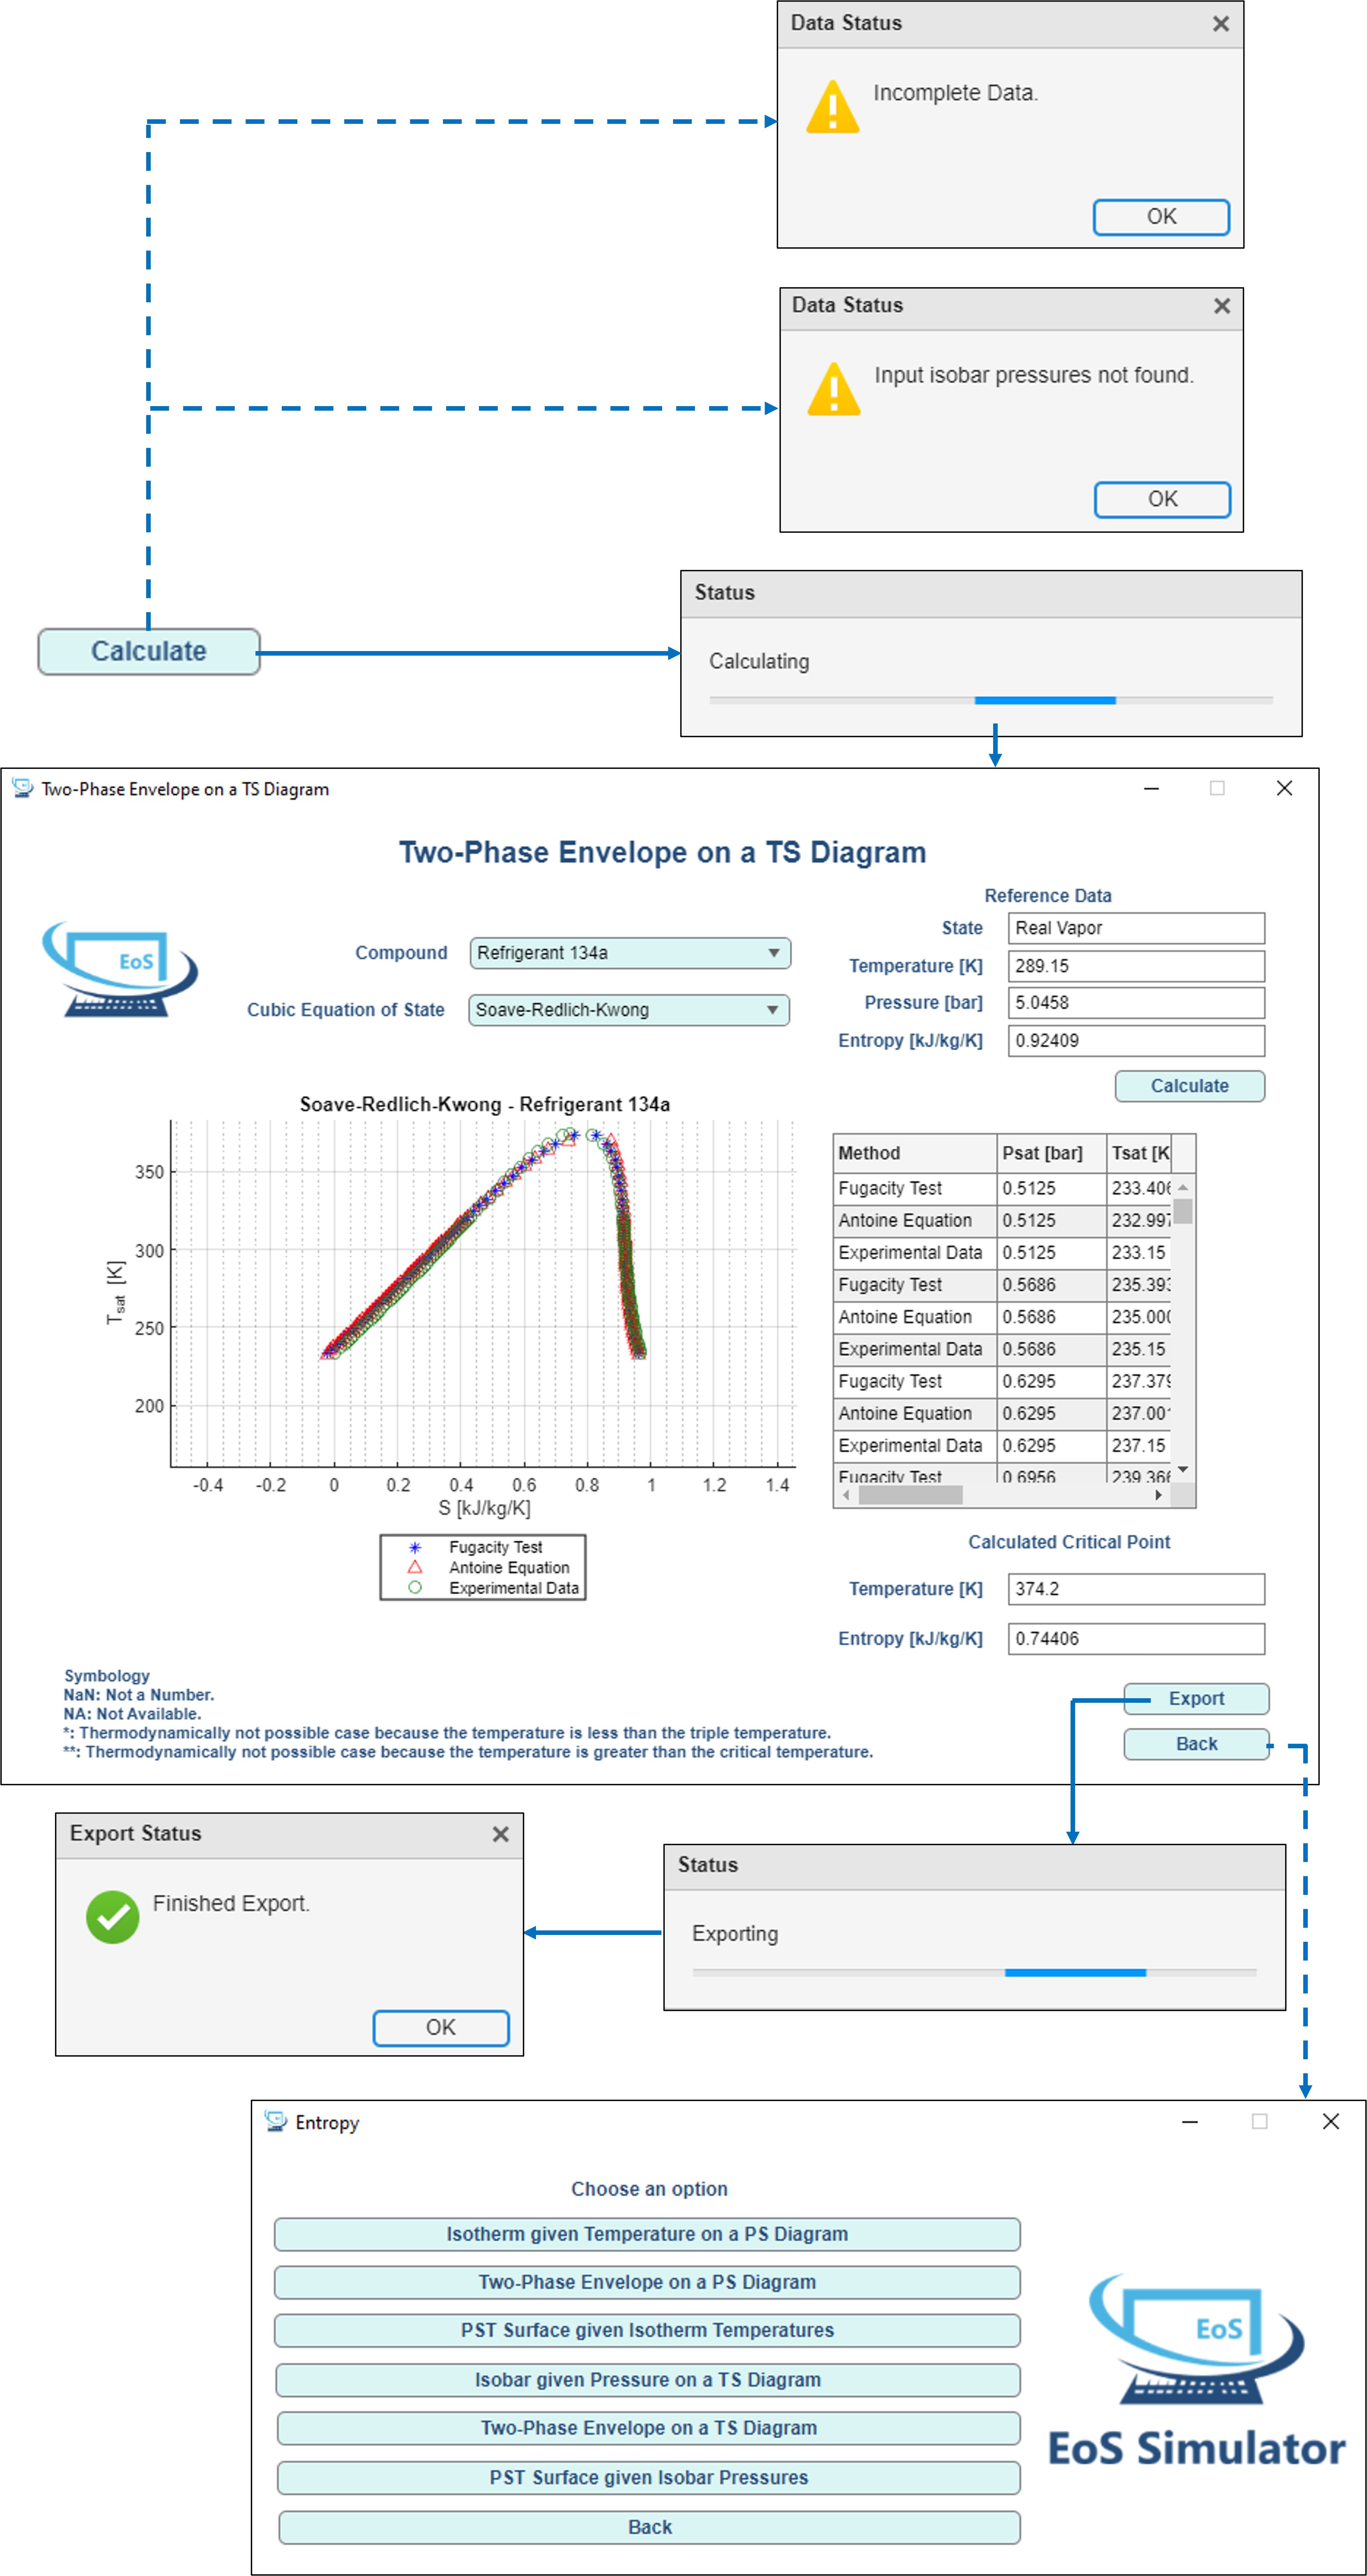 Data Status
Incomplete Data.
OK
Data Status
Input isobar pressures not found.
OK
Status
Calculate
Calculating
Two-Phase Envelope on a TS Diagram
Two-Phase Envelope on a TS Diagram
Reference Data
State Real Vapor
EoS
Compound Refrigerant 134a
Temperature [K] 289.15
Cubic Equation of State Soave-Redlich-Kwong
Pressure [bar] 5.0458
Entropy [kJ/kg/K] 0.92409
Calculate
Soave-Redlich-Kwong - Refrigerant 134a
350
300
250
200
Tsat [K]
-0.4 -0.2 0 0.2 0.4 0.6 0.8 1 1.2 1.4
S [kJ/kg/K]
Fugacity Test
Antoine Equation
Experimental Data
Method Psat [bar] Tsat [K
Fugacity Test 0.5125 233.406
Antoine Equation 0.5125 232.997
Experimental Data 0.5125 233.15
Fugacity Test 0.5686 235.393
Antoine Equation 0.5686 235.000
Experimental Data 0.5686 235.15
Fugacity Test 0.6295 237.379
Antoine Equation 0.6295 237.001
Experimental Data 0.6295 237.15
Fugacity Test 0.6956 239.366
Calculated Critical Point
Temperature [K] 374.2
Entropy [kJ/kg/K] 0.74406
Symbology
NaN: Not a Number.
NA: Not Available.
*: Thermodynamically not possible case because the temperature is less than the triple temperature.
**: Thermodynamically not possible case because the temperature is greater than the critical temperature.
Export
Back
Export Status
Finished Export.
OK
Status
Exporting
Entropy
Choose an option
Isotherm given Temperature on a PS Diagram
Two-Phase Envelope on a PS Diagram
PST Surface given Isotherm Temperatures
Isobar given Pressure on a TS Diagram
Two-Phase Envelope on a TS Diagram
PST Surface given Isobar Pressures
Back
EoS
EoS Simulator